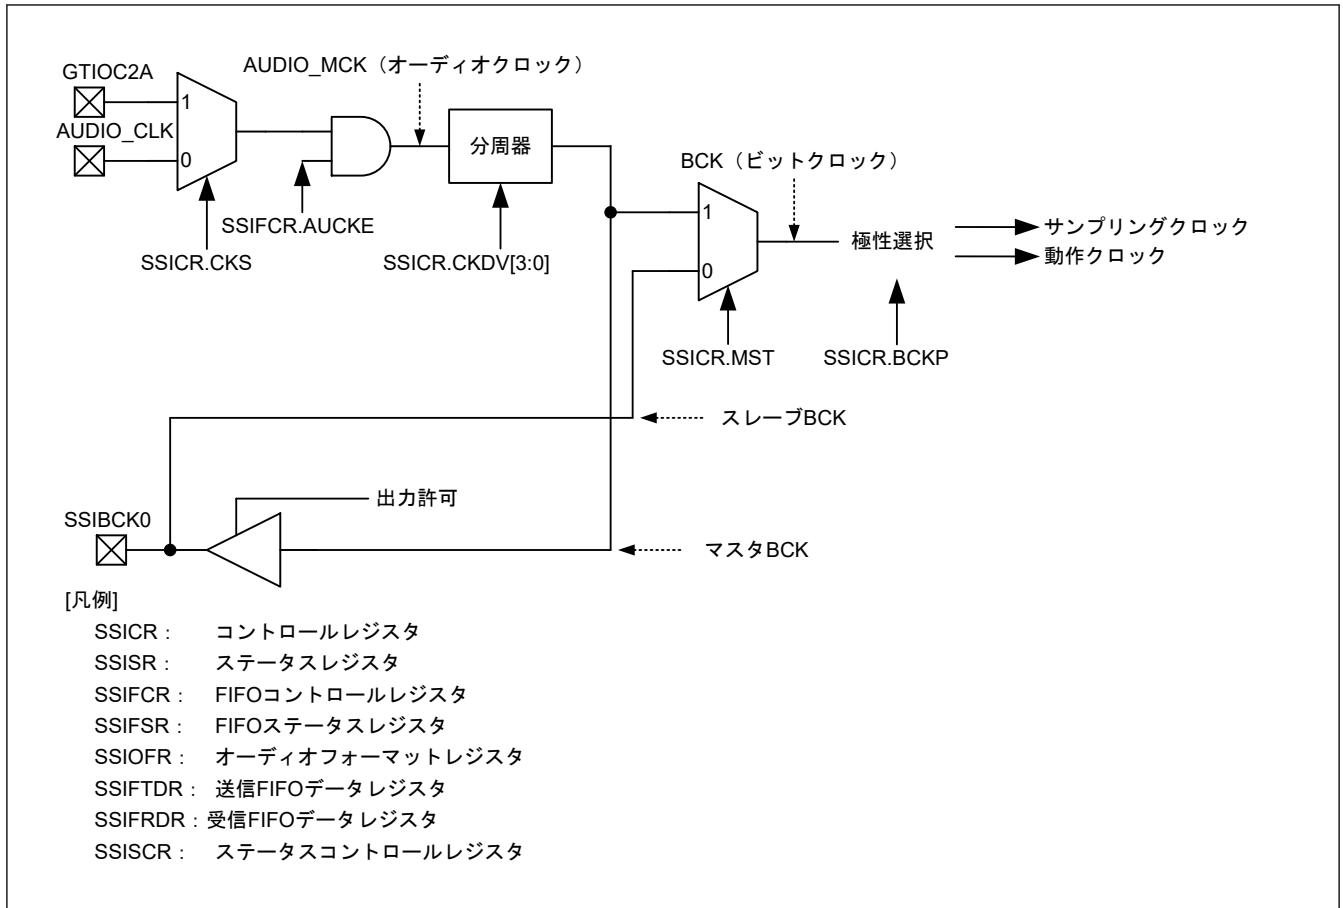 GTIOC2A
AUDIO_MCK（オーディオクロック）
1
AUDIO_CLK
0
分周器
SSIFCR.AUCKE
SSICR.CKS
SSICR.CKDV[3:0]
BCK（ビットクロック）
1
0
極性選択
サンプリングクロック
動作クロック
SSICR.MST
SSICR.BCKP
スレーブBCK
出力許可
SSIBCK0
マスタBCK
[凡例]
SSICR： コントロールレジスタ
SSISR： ステータスレジスタ
SSIFCR： FIFOコントロールレジスタ
SSIFSR： FIFOステータスレジスタ
SSIOFR： オーディオフォーマットレジスタ
SSIFTDR： 送信FIFOデータレジスタ
SSIFRDR：受信FIFOデータレジスタ
SSISCR： ステータスコントロールレジスタ